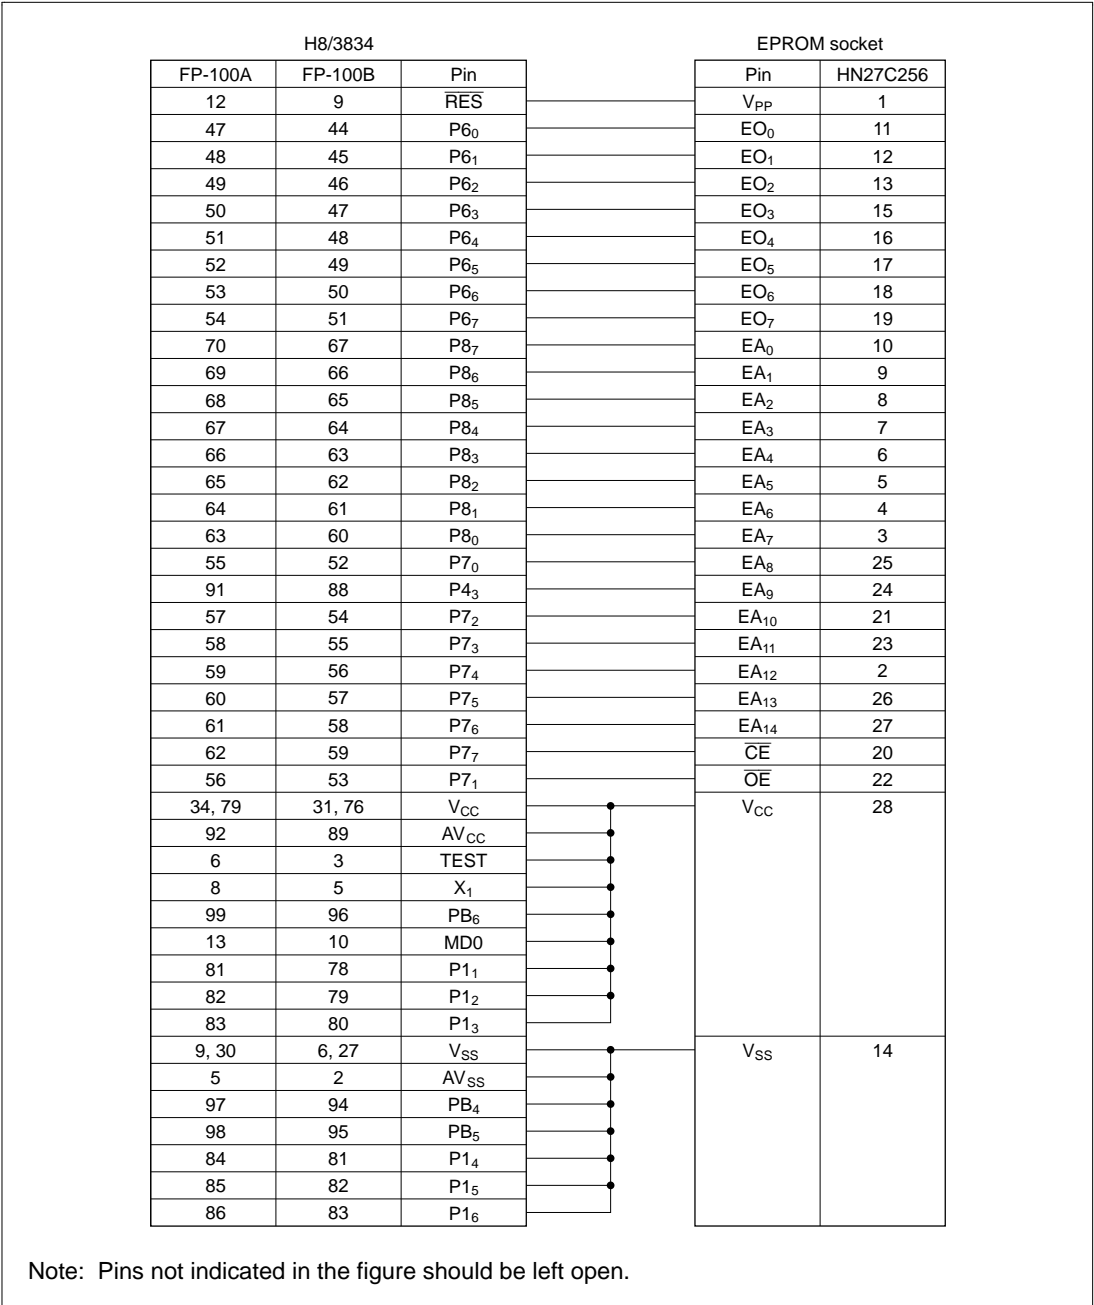 H8/3834 EPROM socket
FP-100A FP-100B Pin Pin HN27C256
12 9 RES V_PP 1
47 44 P6₀ EO₀ 11
48 45 P6₁ EO₁ 12
49 46 P6₂ EO₂ 13
50 47 P6₃ EO₃ 15
51 48 P6₄ EO₄ 16
52 49 P6₅ EO₅ 17
53 50 P6₆ EO₆ 18
54 51 P6₇ EO₇ 19
70 67 P8₇ EA₀ 10
69 66 P8₆ EA₁ 9
68 65 P8₅ EA₂ 8
67 64 P8₄ EA₃ 7
66 63 P8₃ EA₄ 6
65 62 P8₂ EA₅ 5
64 61 P8₁ EA₆ 4
63 60 P8₀ EA₇ 3
55 52 P7₀ EA₈ 25
91 88 P4₃ EA₉ 24
57 54 P7₂ EA₁₀ 21
58 55 P7₃ EA₁₁ 23
59 56 P7₄ EA₁₂ 2
60 57 P7₅ EA₁₃ 26
61 58 P7₆ EA₁₄ 27
62 59 P7₇ CE 20
56 53 P7₁ OE 22
34, 79 31, 76 V_CC V_CC 28
92 89 AV_CC
6 3 TEST
8 5 X₁
99 96 PB₆
13 10 MD0
81 78 P1₁
82 79 P1₂
83 80 P1₃
9, 30 6, 27 V_SS V_SS 14
5 2 AV_SS
97 94 PB₄
98 95 PB₅
84 81 P1₄
85 82 P1₅
86 83 P1₆
Note: Pins not indicated in the figure should be left open.